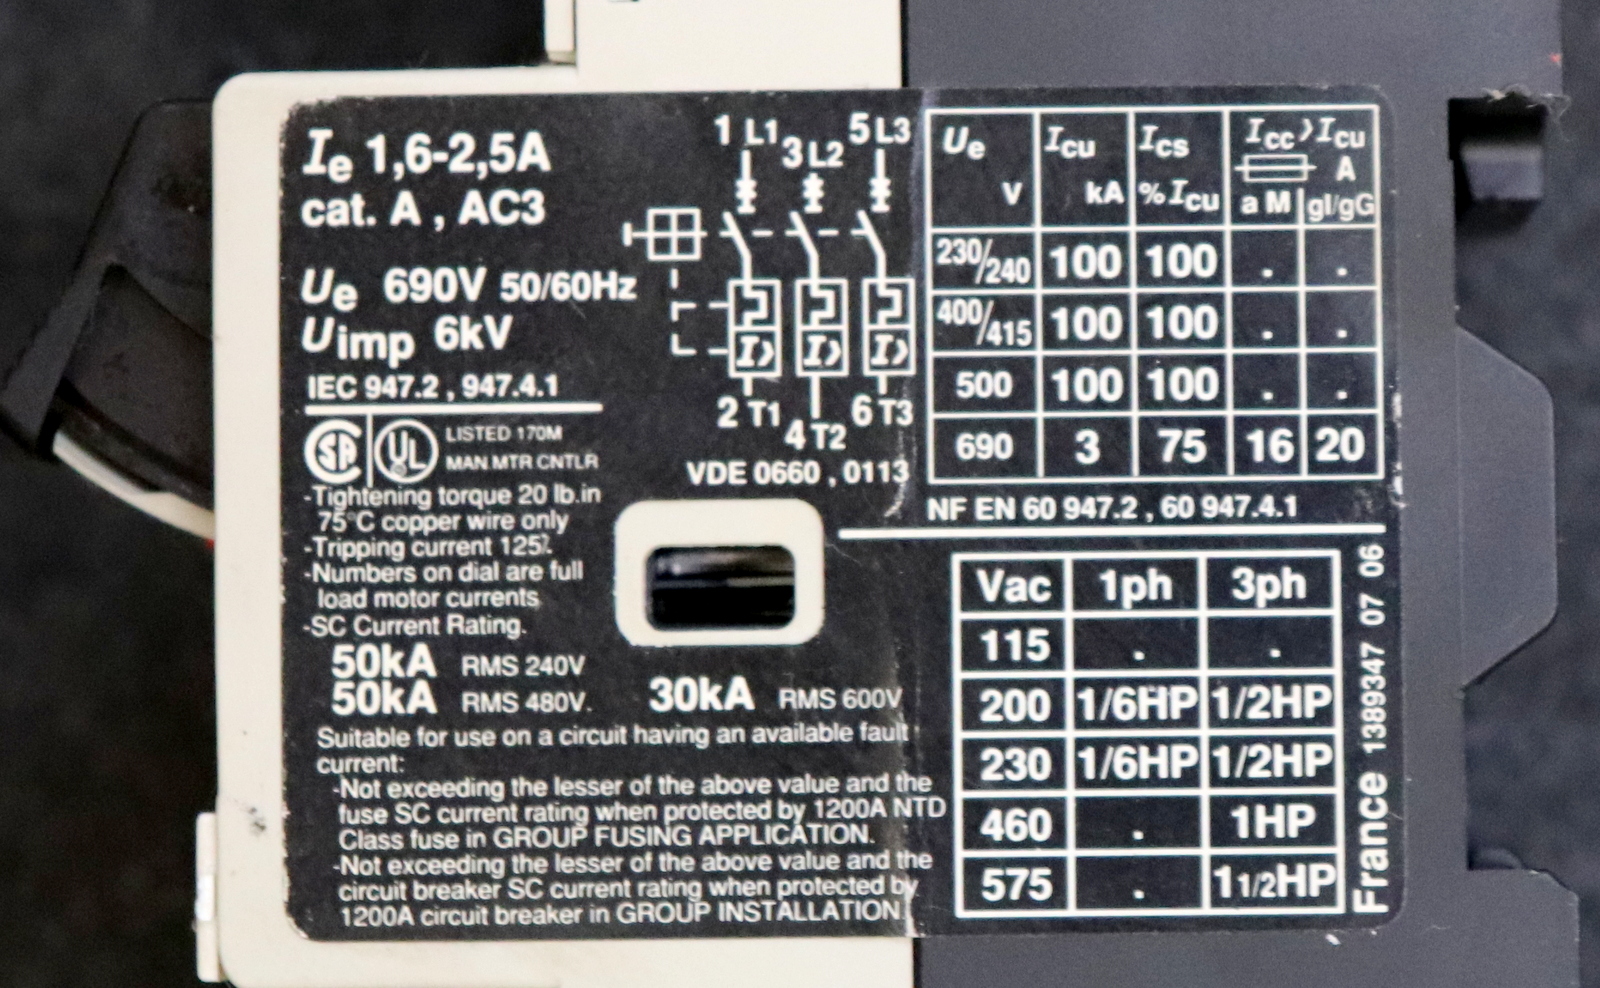 Ie 1,6-2,5A
cat. A , AC3
Ue 690V 50/60Hz
Uimp 6kV
IEC 947.2 , 947.4.1
SA UL LISTED 170M
MAN.MTR CNTLR
-Tightening torque 20 lb.in
75°C copper wire only
-Tripping current 125%.
-Numbers on dial are full
load motor currents
-SC Current Rating.
50kA RMS 240V
50kA RMS 480V. 30kA RMS 600V
Suitable for use on a circuit having an available fault
current:
-Not exceeding the lesser of the above value and the
fuse SC current rating when protected by 1200A NTD
Class fuse in GROUP FUSING APPLICATION.
-Not exceeding the lesser of the above value and the
circuit breaker SC current rating when protected by
1200A circuit breaker in GROUP INSTALLATION.
1 L1 3 L2 5 L3
I> I> I>
2 T1 4 T2 6 T3
VDE 0660 , 0113
Ue Icu Ics Icc>Icu
V kA %Icu A
a M gI/gG
230/240 100 100 . .
400/415 100 100 . .
500 100 100 . .
690 3 75 16 20
NF EN 60 947.2 , 60 947.4.1
Vac 1ph 3ph
115 . .
200 1/6HP 1/2HP
230 1/6HP 1/2HP
460 . 1HP
575 . 1 1/2HP
France 1389347 07 06